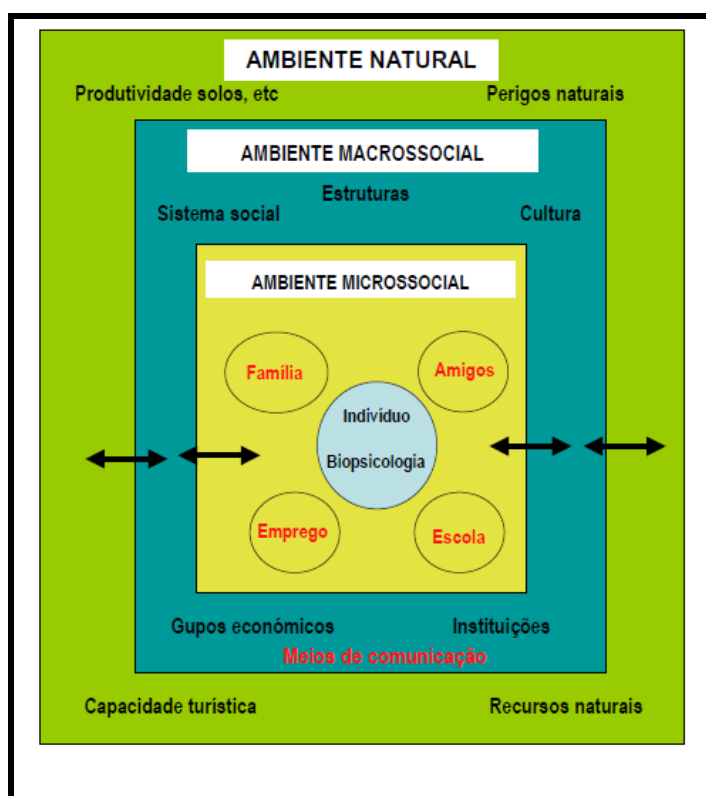 AMBIENTE NATURAL
Produtividade solos, etc
Perigos naturais
AMBIENTE MACROSSOCIAL
Estruturas
Sistema social
Cultura
AMBIENTE MICROSSOCIAL
Família
Amigos
Indivíduo
Biopsicologia
Emprego
Escola
Gupos económicos
Instituições
Meios de comunicação
Capacidade turística
Recursos naturais